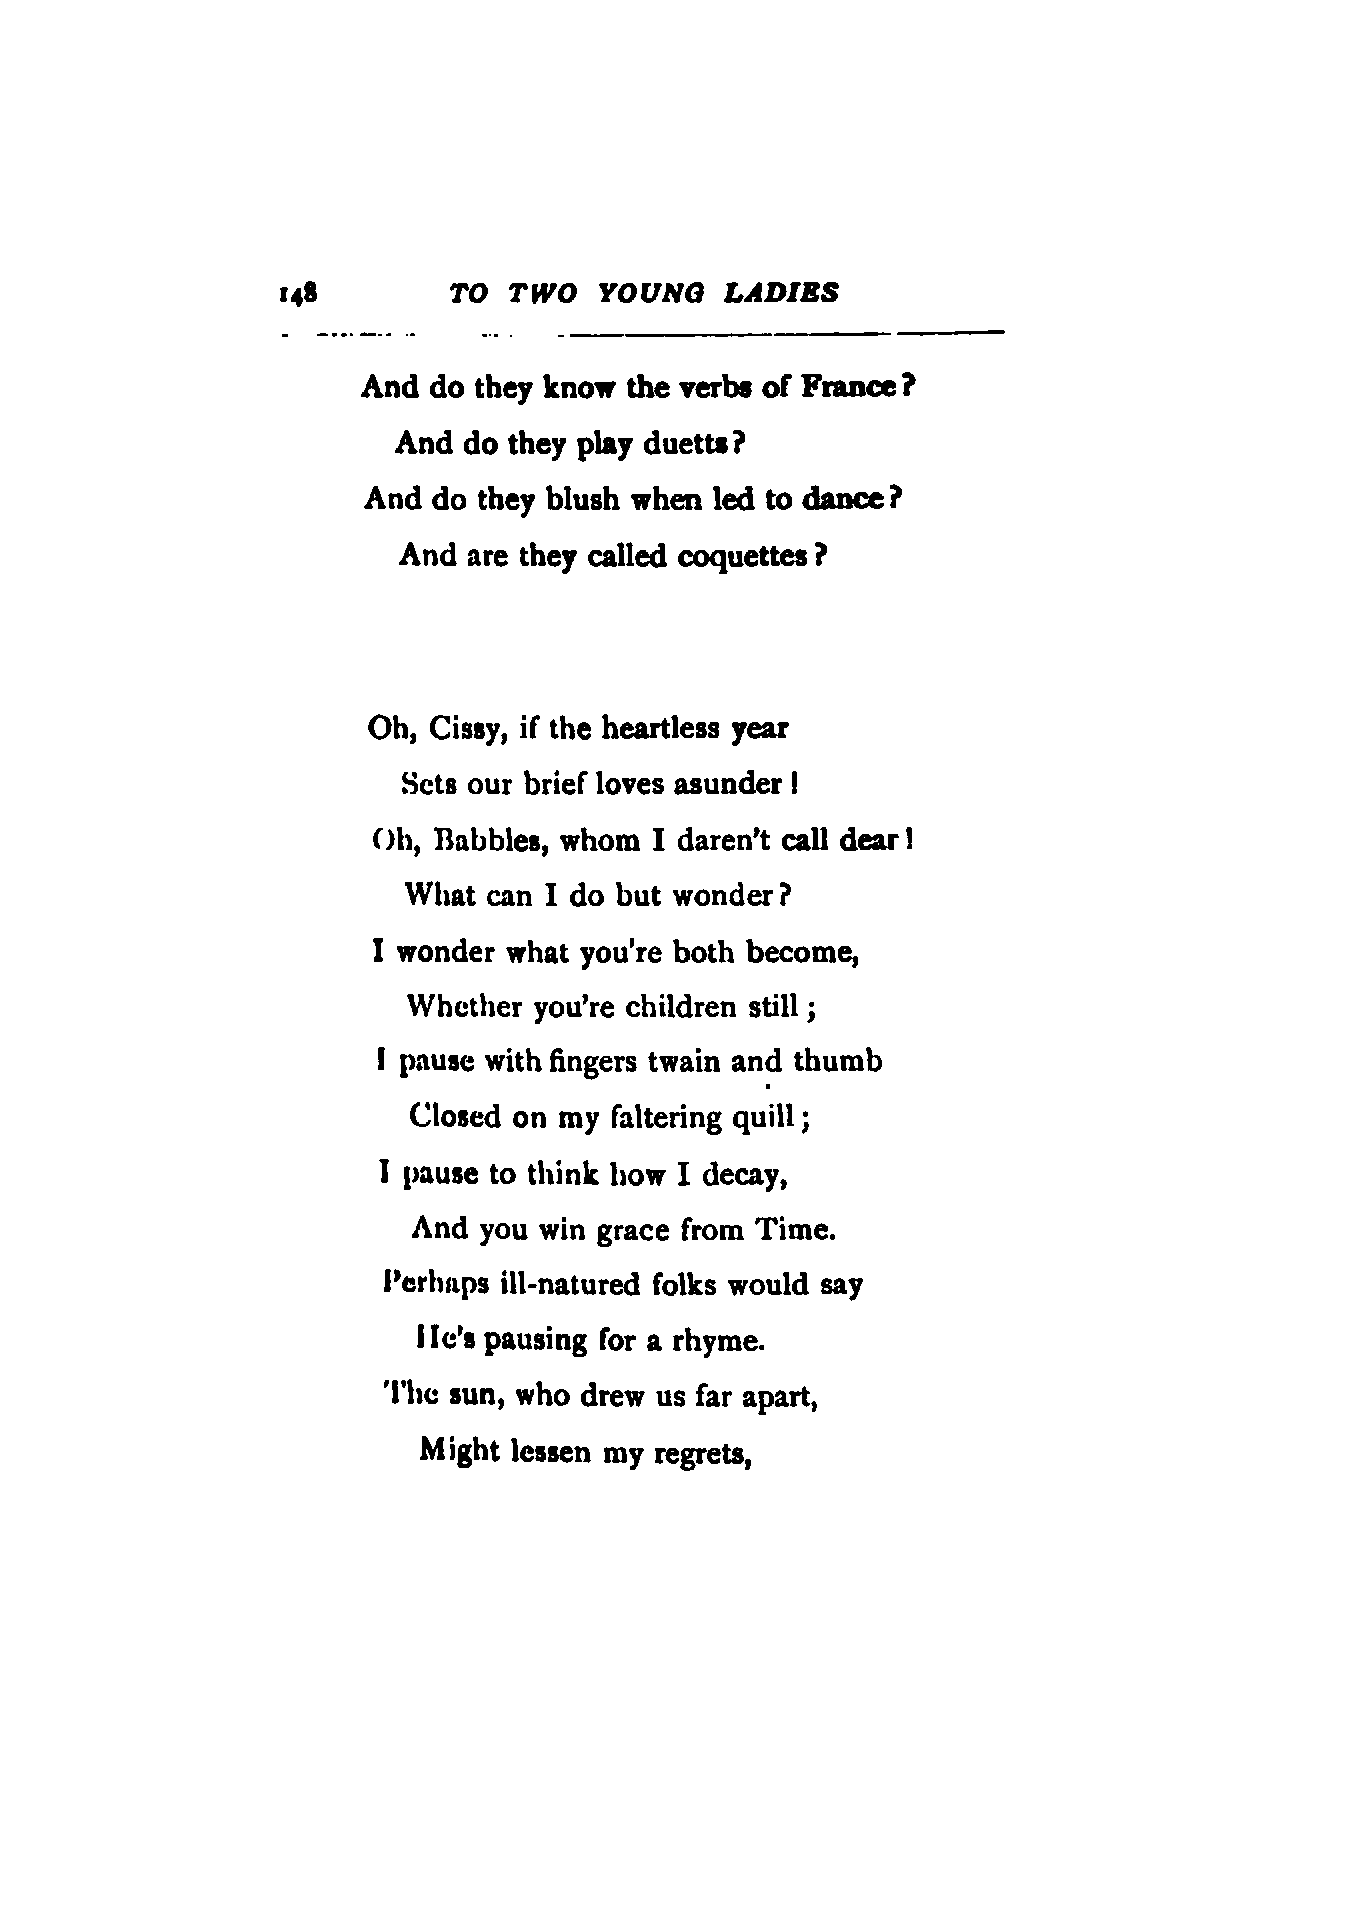 148 TO TWO YOUNG LADIES
And do they know the verbs of France?
And do they play duetts?
And do they blush when led to dance?
And are they called coquettes?
Oh, Cissy, if the heartless year
Sets our brief loves asunder!
Oh, Babbles, whom I daren't call dear!
What can I do but wonder?
I wonder what you're both become,
Whether you're children still;
I pause with fingers twain and thumb
Closed on my faltering quill;
I pause to think how I decay,
And you win grace from Time.
Perhaps ill-natured folks would say
He's pausing for a rhyme.
The sun, who drew us far apart,
Might lessen my regrets,